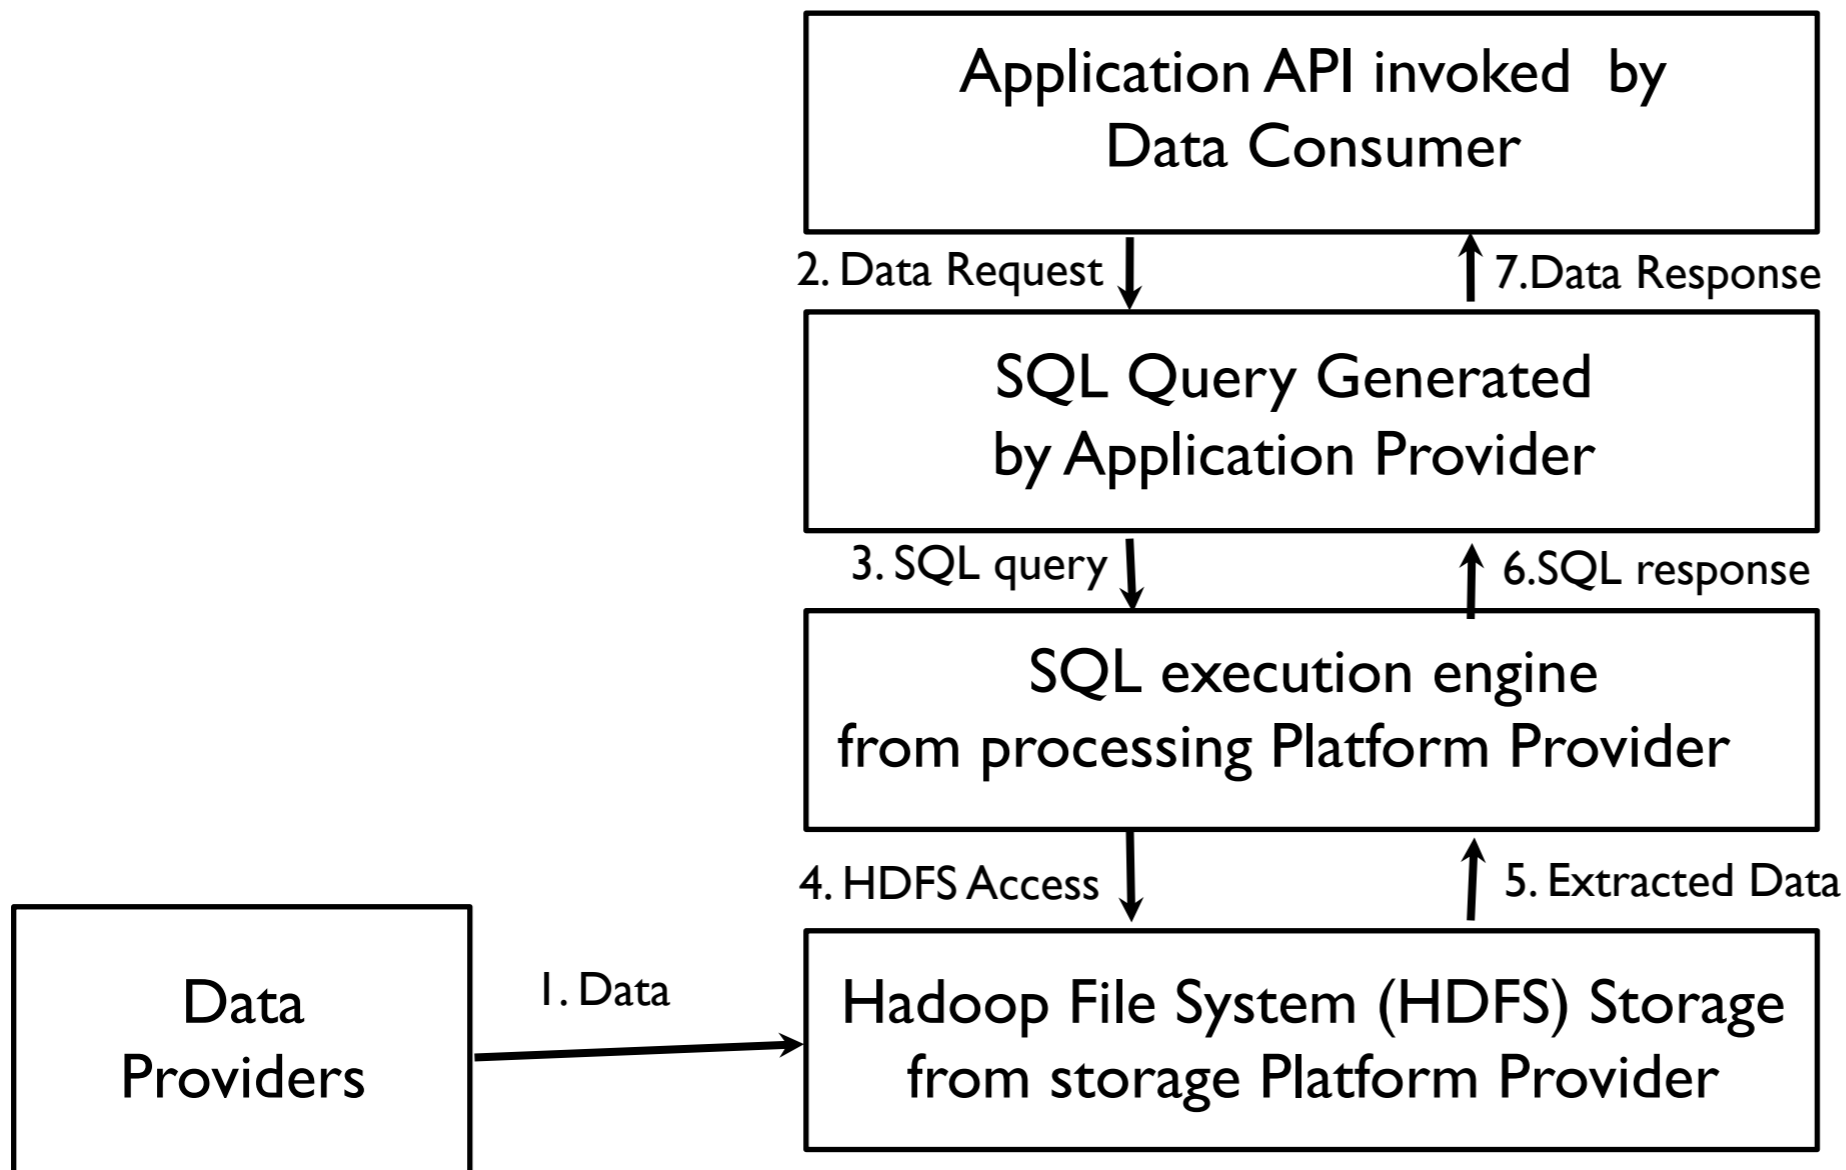 Application API invoked  by
Data Consumer
2. Data Request
7.Data Response
SQL Query Generated
by Application Provider
3. SQL query
6.SQL response
SQL execution engine
from processing Platform Provider
4. HDFS Access
5. Extracted Data
Data
Providers
1. Data
Hadoop File System (HDFS) Storage
from storage Platform Provider